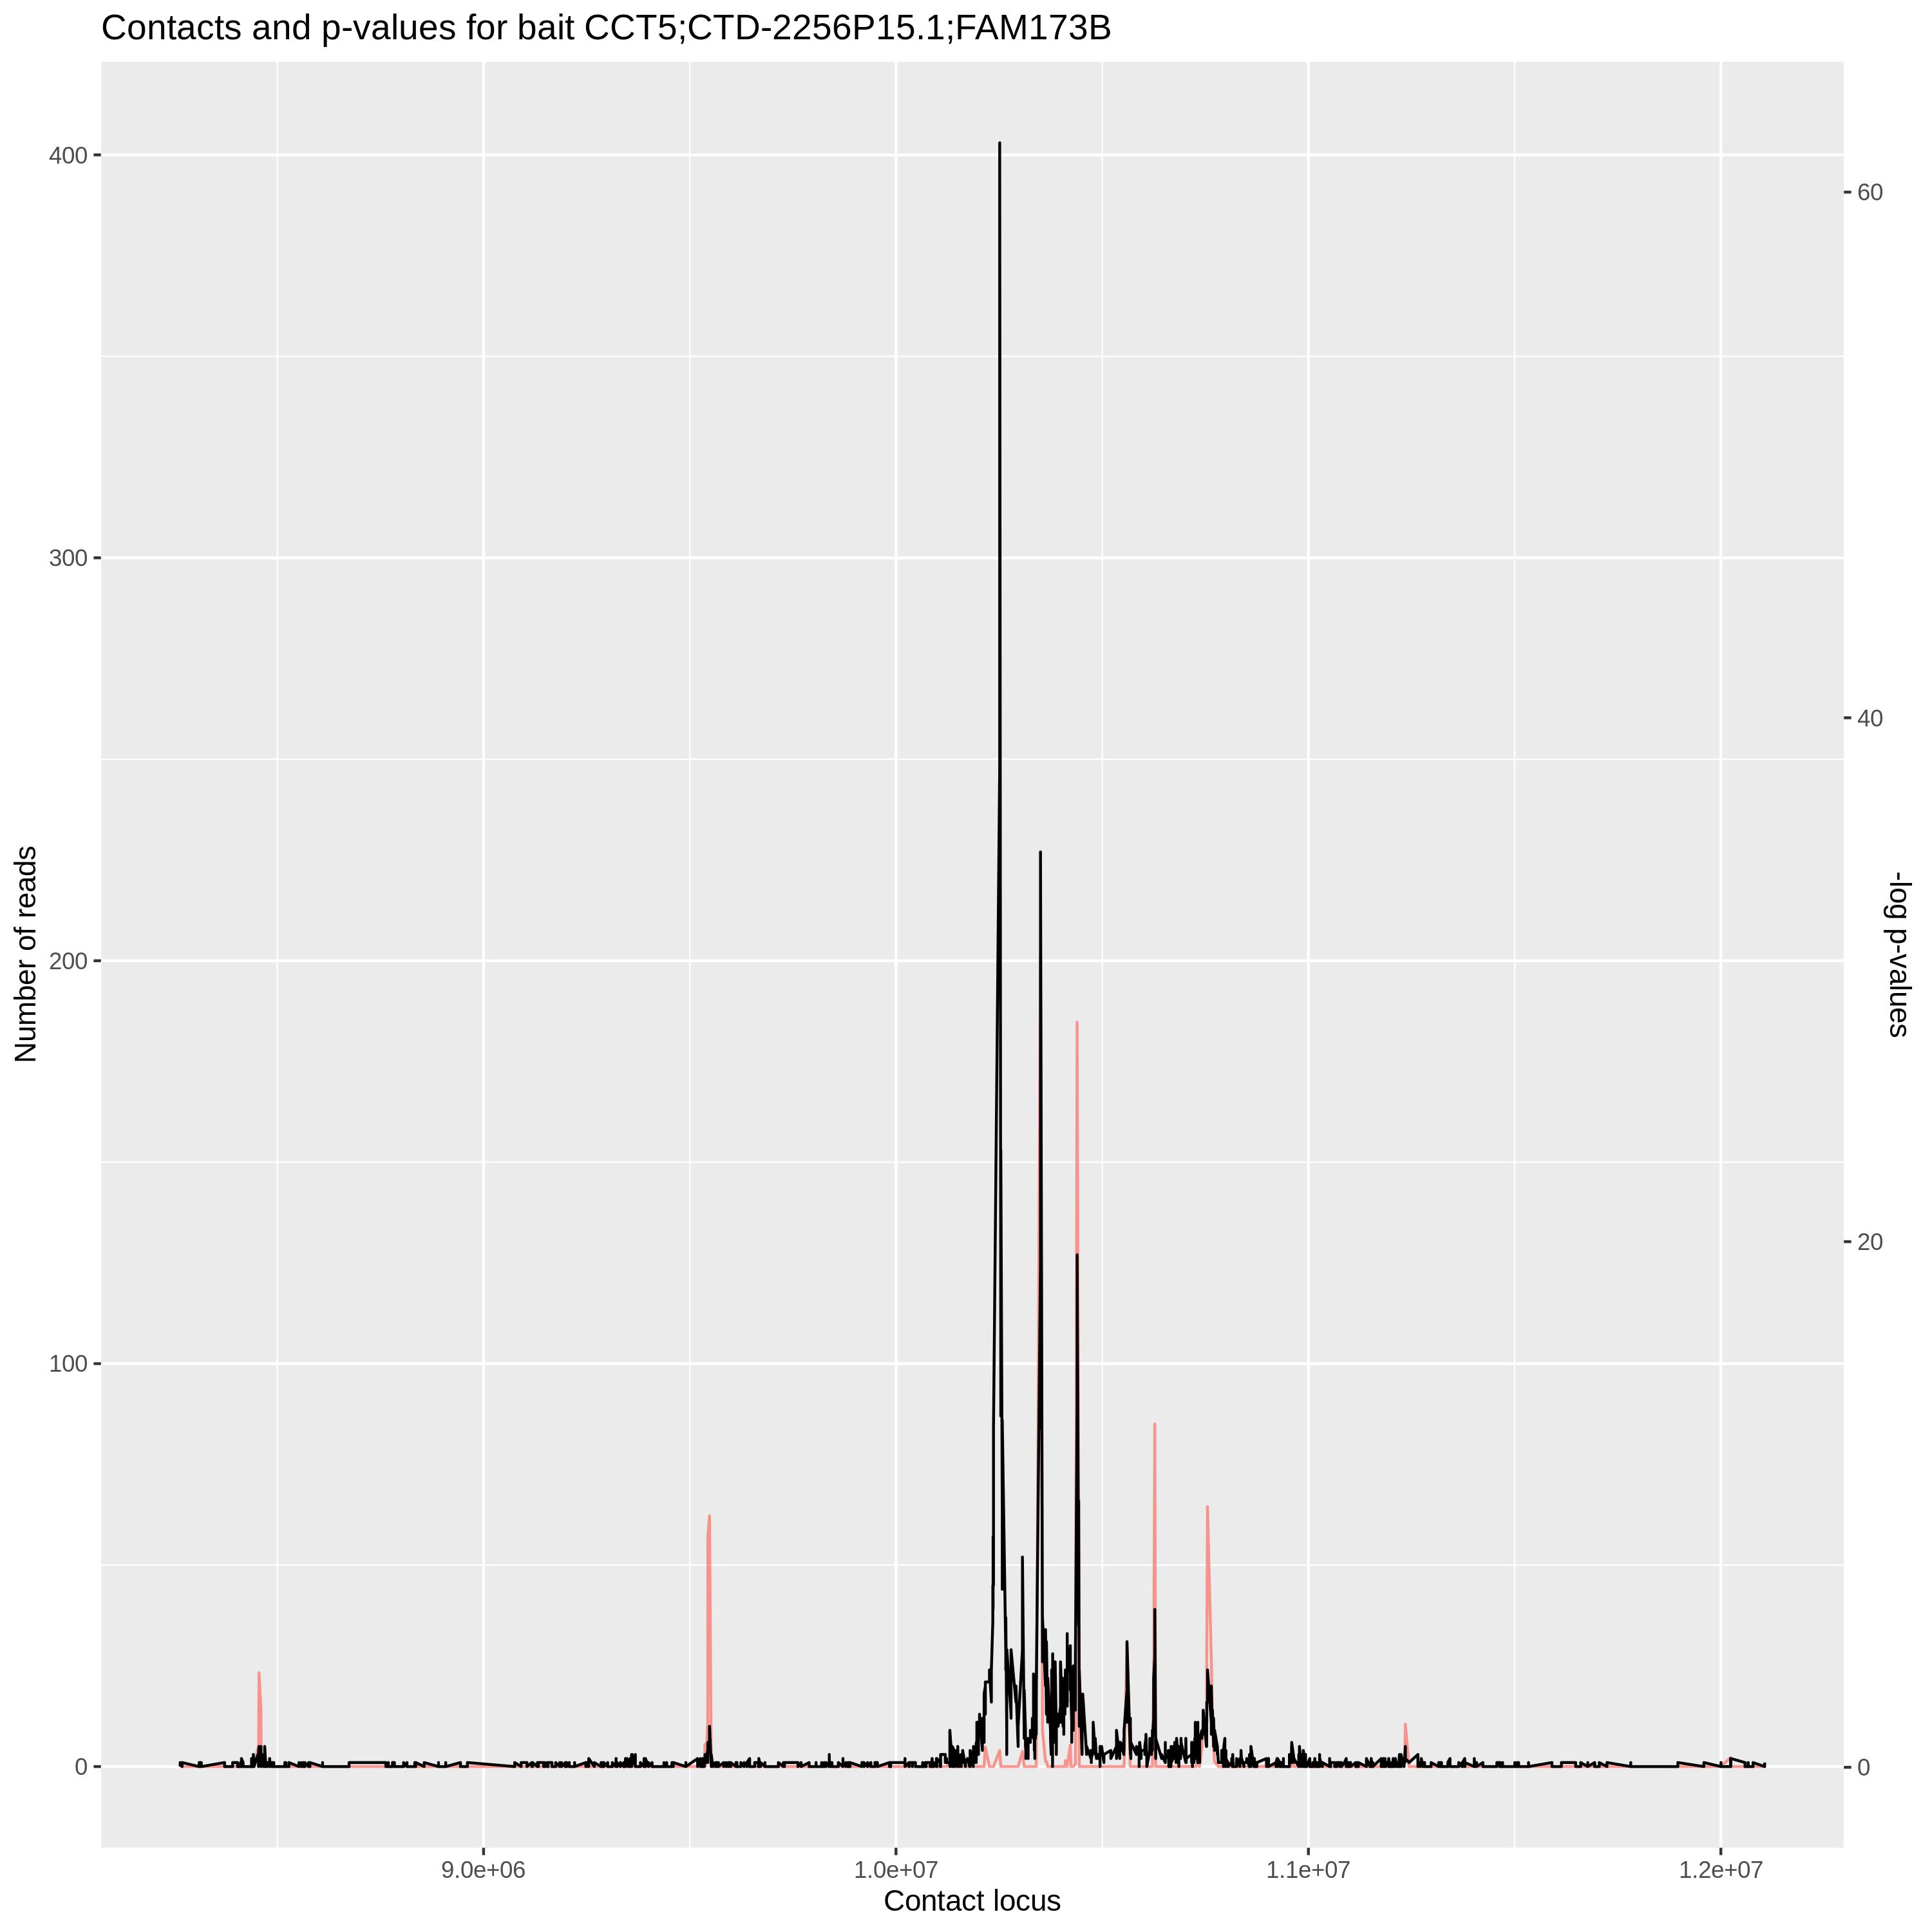 Contacts and p-values for bait CCT5;CTD-2256P15.1;FAM173B
400
300
200
100
0
Number of reads
60
40
20
0
-log p-values
9.0e+06
1.0e+07
1.1e+07
1.2e+07
Contact locus